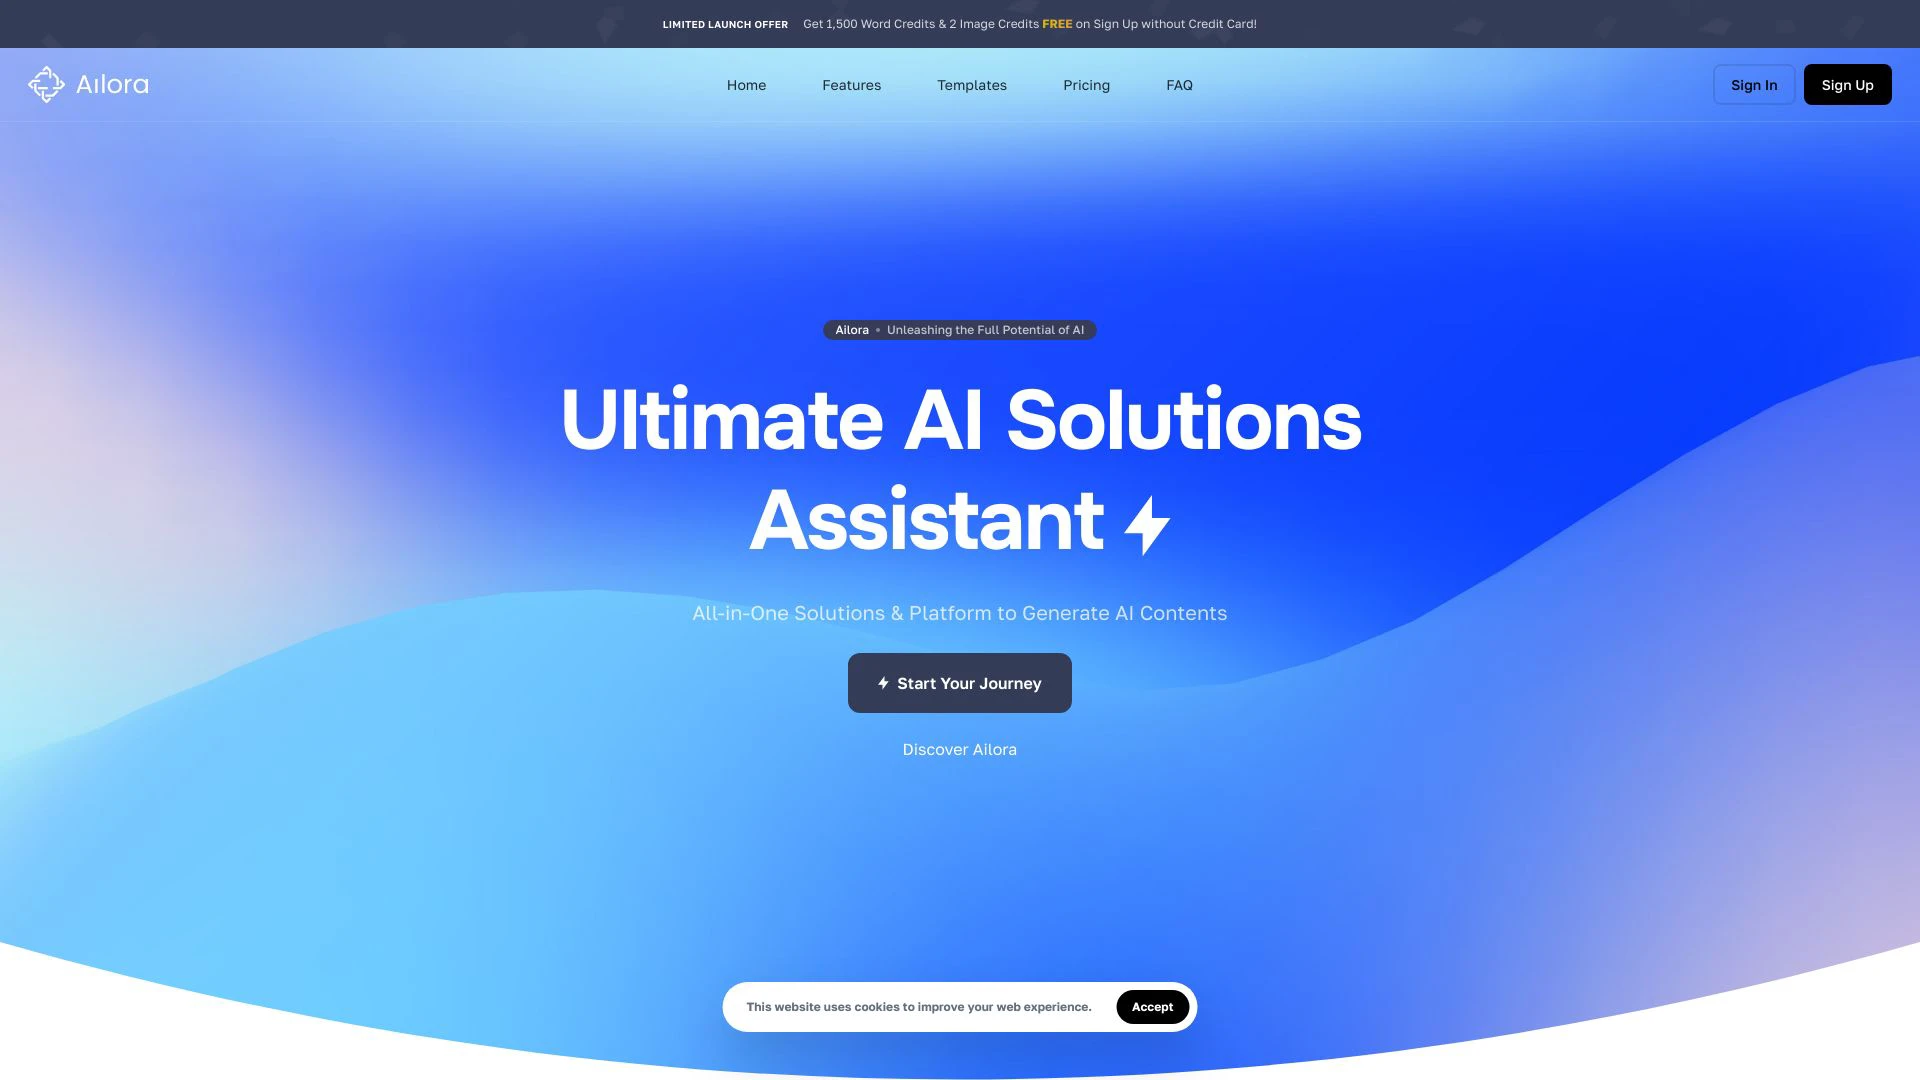 LIMITED LAUNCH OFFER Get 1,500 Word Credits & 2 Image Credits FREE on Sign Up without Credit Card!
Aılora
Home Features Templates Pricing FAQ
Sign In Sign Up
Ailora • Unleashing the Full Potential of AI
Ultimate AI Solutions
Assistant
All-in-One Solutions & Platform to Generate AI Contents
Start Your Journey
Discover Ailora
This website uses cookies to improve your web experience. Accept